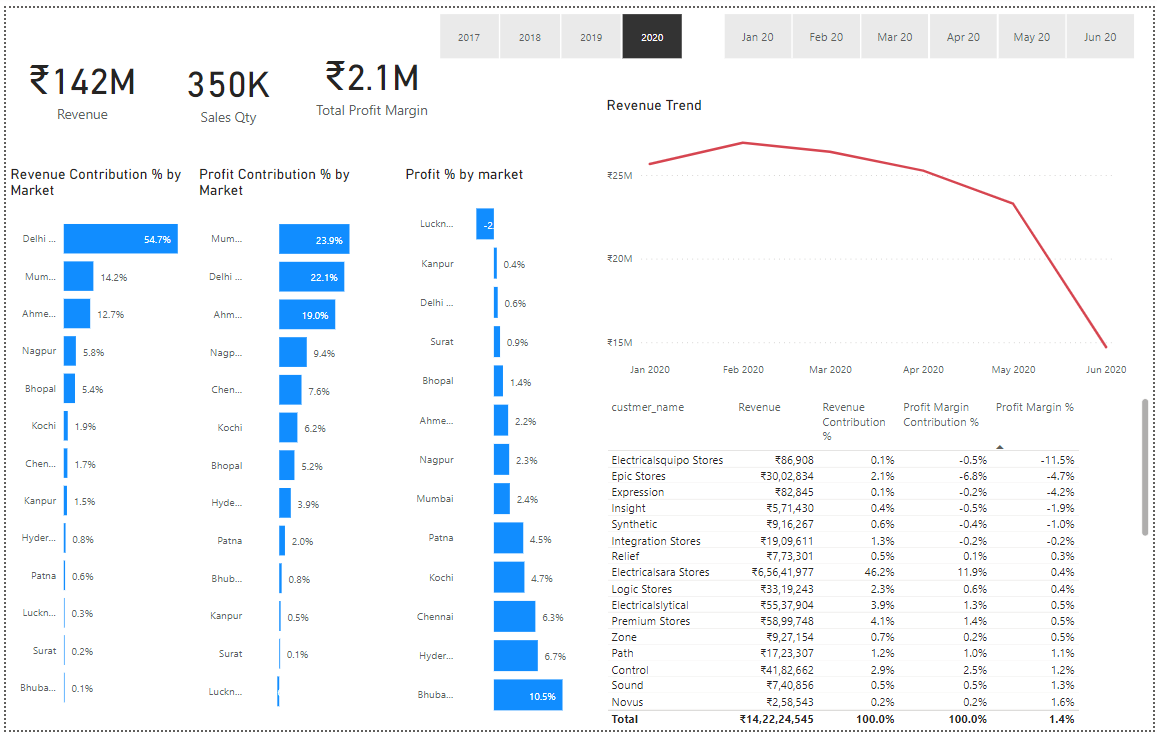 2017 2018 2019 2020 Jan 20 Feb 20 Mar 20 Apr 20 May 20 Jun 20
₹142M
Revenue
350K
Sales Qty
₹2.1M
Total Profit Margin
Revenue Contribution % by
Market
Delhi ... 54.7%
Mum... 14.2%
Ahme... 12.7%
Nagpur 5.8%
Bhopal 5.4%
Kochi 1.9%
Chen... 1.7%
Kanpur 1.5%
Hyder... 0.8%
Patna 0.6%
Luckn... 0.3%
Surat 0.2%
Bhuba... 0.1%
Profit Contribution % by
Market
Mum... 23.9%
Delhi ... 22.1%
Ahm... 19.0%
Nagp... 9.4%
Chen... 7.6%
Kochi 6.2%
Bhopal 5.2%
Hyde... 3.9%
Patna 2.0%
Bhub... 0.8%
Kanpur 0.5%
Surat 0.1%
Luckn...
Profit % by market
Luckn... -2
Kanpur 0.4%
Delhi ... 0.6%
Surat 0.9%
Bhopal 1.4%
Ahme... 2.2%
Nagpur 2.3%
Mumbai 2.4%
Patna 4.5%
Kochi 4.7%
Chennai 6.3%
Hyder... 6.7%
Bhuba... 10.5%
Revenue Trend
₹25M
₹20M
₹15M
Jan 2020 Feb 2020 Mar 2020 Apr 2020 May 2020 Jun 2020
custmer_name Revenue Revenue Profit Margin Profit Margin %
Contribution Contribution %
%
Electricalsquipo Stores ₹86,908 0.1% -0.5% -11.5%
Epic Stores ₹30,02,834 2.1% -6.8% -4.7%
Expression ₹82,845 0.1% -0.2% -4.2%
Insight ₹5,71,430 0.4% -0.5% -1.9%
Synthetic ₹9,16,267 0.6% -0.4% -1.0%
Integration Stores ₹19,09,611 1.3% -0.2% -0.2%
Relief ₹7,73,301 0.5% 0.1% 0.3%
Electricalsara Stores ₹6,56,41,977 46.2% 11.9% 0.4%
Logic Stores ₹33,19,243 2.3% 0.6% 0.4%
Electricalslytical ₹55,37,904 3.9% 1.3% 0.5%
Premium Stores ₹58,99,748 4.1% 1.4% 0.5%
Zone ₹9,27,154 0.7% 0.2% 0.5%
Path ₹17,23,307 1.2% 1.0% 1.1%
Control ₹41,82,662 2.9% 2.5% 1.2%
Sound ₹7,40,856 0.5% 0.5% 1.3%
Novus ₹2,58,543 0.2% 0.2% 1.6%
Total ₹14,22,24,545 100.0% 100.0% 1.4%